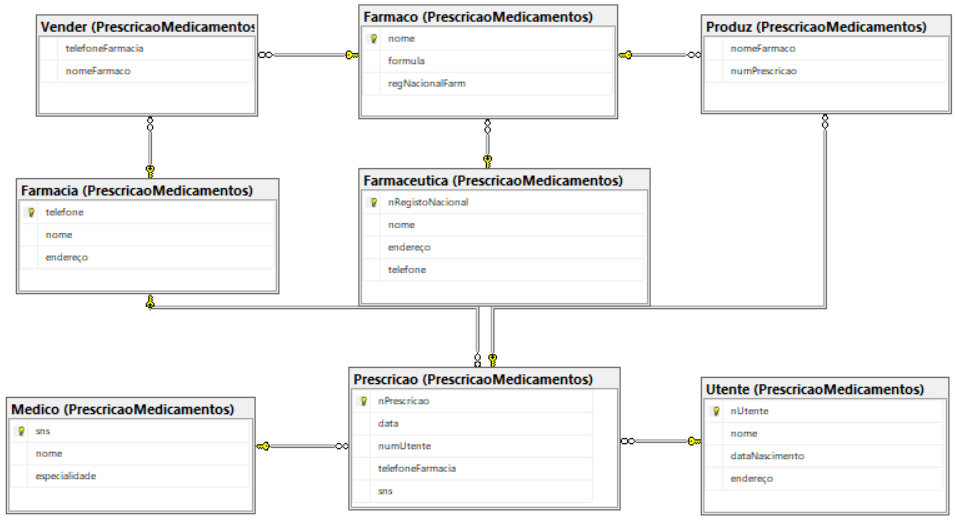 Vender (PrescricaoMedicamentos
telefoneFarmacia
nomeFarmaco
Farmaco (PrescricaoMedicamentos)
nome
formula
regNacionalFarm
Produz (PrescricaoMedicamentos)
nomeFarmaco
numPrescricao
Farmacia (PrescricaoMedicamentos)
telefone
nome
endereço
Farmaceutica (PrescricaoMedicamentos)
nRegistoNacional
nome
endereço
telefone
Medico (PrescricaoMedicamentos)
sns
nome
especialidade
Prescricao (PrescricaoMedicamentos)
nPrescricao
data
numUtente
telefoneFarmacia
sns
Utente (PrescricaoMedicamentos)
nUtente
nome
dataNascimento
endereço